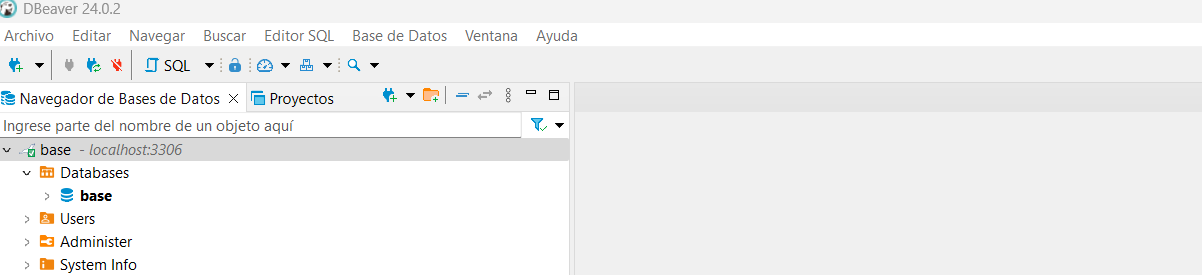 DBeaver 24.0.2
Archivo Editar Navegar Buscar Editor SQL Base de Datos Ventana Ayuda
SQL
Navegador de Bases de Datos Proyectos
Ingrese parte del nombre de un objeto aquí
base - localhost:3306
Databases
base
Users
Administer
System Info